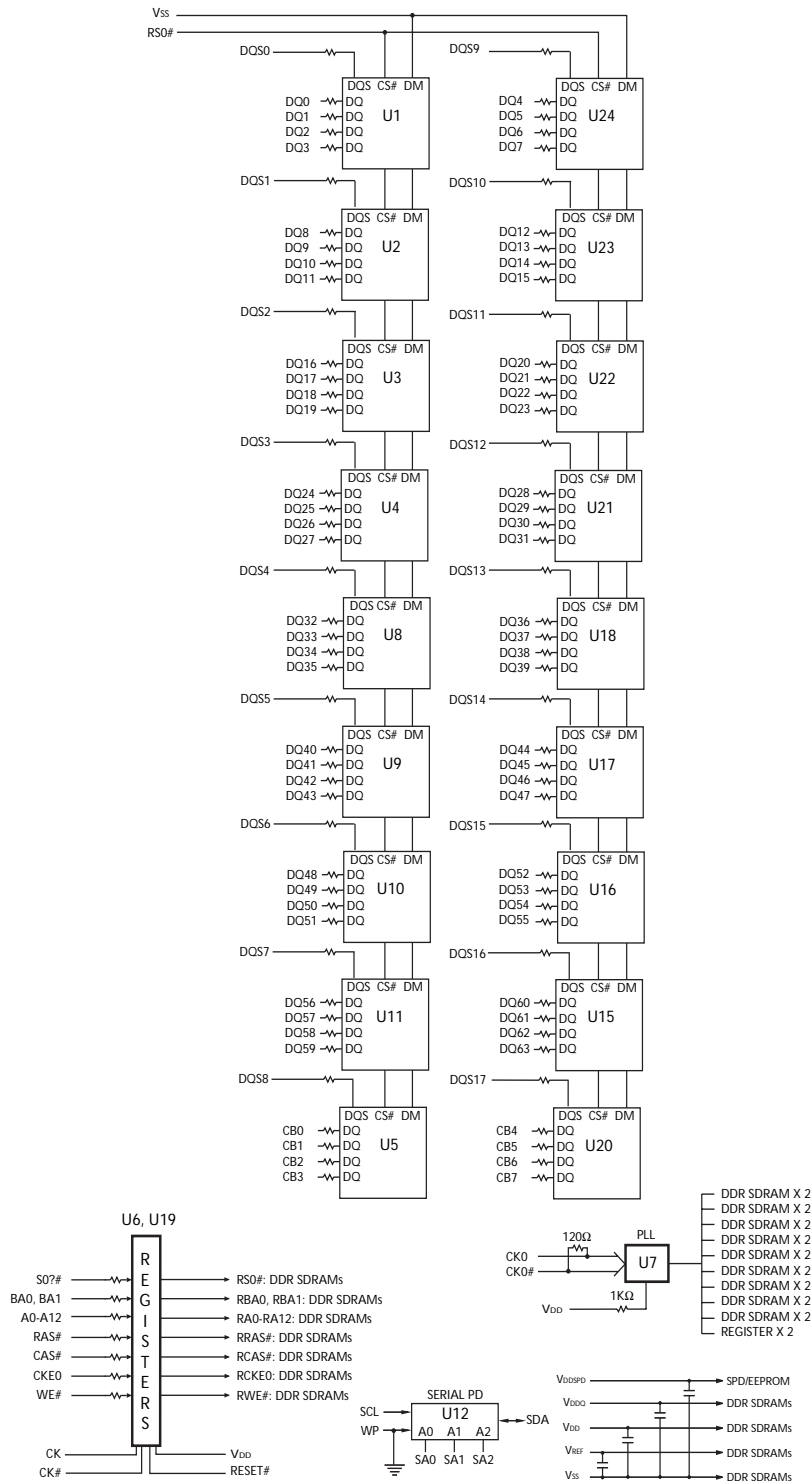 VSS
RS0#
DQS0
DQS CS# DM
U1
DQ0 DQ
DQ1 DQ
DQ2 DQ
DQ3 DQ
DQS9
DQS CS# DM
U24
DQ4 DQ
DQ5 DQ
DQ6 DQ
DQ7 DQ
DQS1
DQS CS# DM
U2
DQ8 DQ
DQ9 DQ
DQ10 DQ
DQ11 DQ
DQS10
DQS CS# DM
U23
DQ12 DQ
DQ13 DQ
DQ14 DQ
DQ15 DQ
DQS2
DQS CS# DM
U3
DQ16 DQ
DQ17 DQ
DQ18 DQ
DQ19 DQ
DQS11
DQS CS# DM
U22
DQ20 DQ
DQ21 DQ
DQ22 DQ
DQ23 DQ
DQS3
DQS CS# DM
U4
DQ24 DQ
DQ25 DQ
DQ26 DQ
DQ27 DQ
DQS12
DQS CS# DM
U21
DQ28 DQ
DQ29 DQ
DQ30 DQ
DQ31 DQ
DQS4
DQS CS# DM
U8
DQ32 DQ
DQ33 DQ
DQ34 DQ
DQ35 DQ
DQS13
DQS CS# DM
U18
DQ36 DQ
DQ37 DQ
DQ38 DQ
DQ39 DQ
DQS5
DQS CS# DM
U9
DQ40 DQ
DQ41 DQ
DQ42 DQ
DQ43 DQ
DQS14
DQS CS# DM
U17
DQ44 DQ
DQ45 DQ
DQ46 DQ
DQ47 DQ
DQS6
DQS CS# DM
U10
DQ48 DQ
DQ49 DQ
DQ50 DQ
DQ51 DQ
DQS15
DQS CS# DM
U16
DQ52 DQ
DQ53 DQ
DQ54 DQ
DQ55 DQ
DQS7
DQS CS# DM
U11
DQ56 DQ
DQ57 DQ
DQ58 DQ
DQ59 DQ
DQS16
DQS CS# DM
U15
DQ60 DQ
DQ61 DQ
DQ62 DQ
DQ63 DQ
DQS8
DQS CS# DM
U5
CB0 DQ
CB1 DQ
CB2 DQ
CB3 DQ
DQS17
DQS CS# DM
U20
CB4 DQ
CB5 DQ
CB6 DQ
CB7 DQ
U6, U19
REGISTERS
S0?# RS0#: DDR SDRAMs
BA0, BA1 RBA0, RBA1: DDR SDRAMs
A0-A12 RA0-RA12: DDR SDRAMs
RAS# RRAS#: DDR SDRAMs
CAS# RCAS#: DDR SDRAMs
CKE0 RCKE0: DDR SDRAMs
WE# RWE#: DDR SDRAMs
CK VDD
CK# RESET#
PLL
120Ω
CK0
CK0#
U7
1KΩ
VDD
DDR SDRAM X 2
DDR SDRAM X 2
DDR SDRAM X 2
DDR SDRAM X 2
DDR SDRAM X 2
DDR SDRAM X 2
DDR SDRAM X 2
DDR SDRAM X 2
DDR SDRAM X 2
REGISTER X 2
SERIAL PD
SCL
U12
SDA
WP
A0 A1 A2
SA0 SA1 SA2
VDDSPD SPD/EEPROM
VDDQ DDR SDRAMs
VDD DDR SDRAMs
VREF DDR SDRAMs
VSS DDR SDRAMs